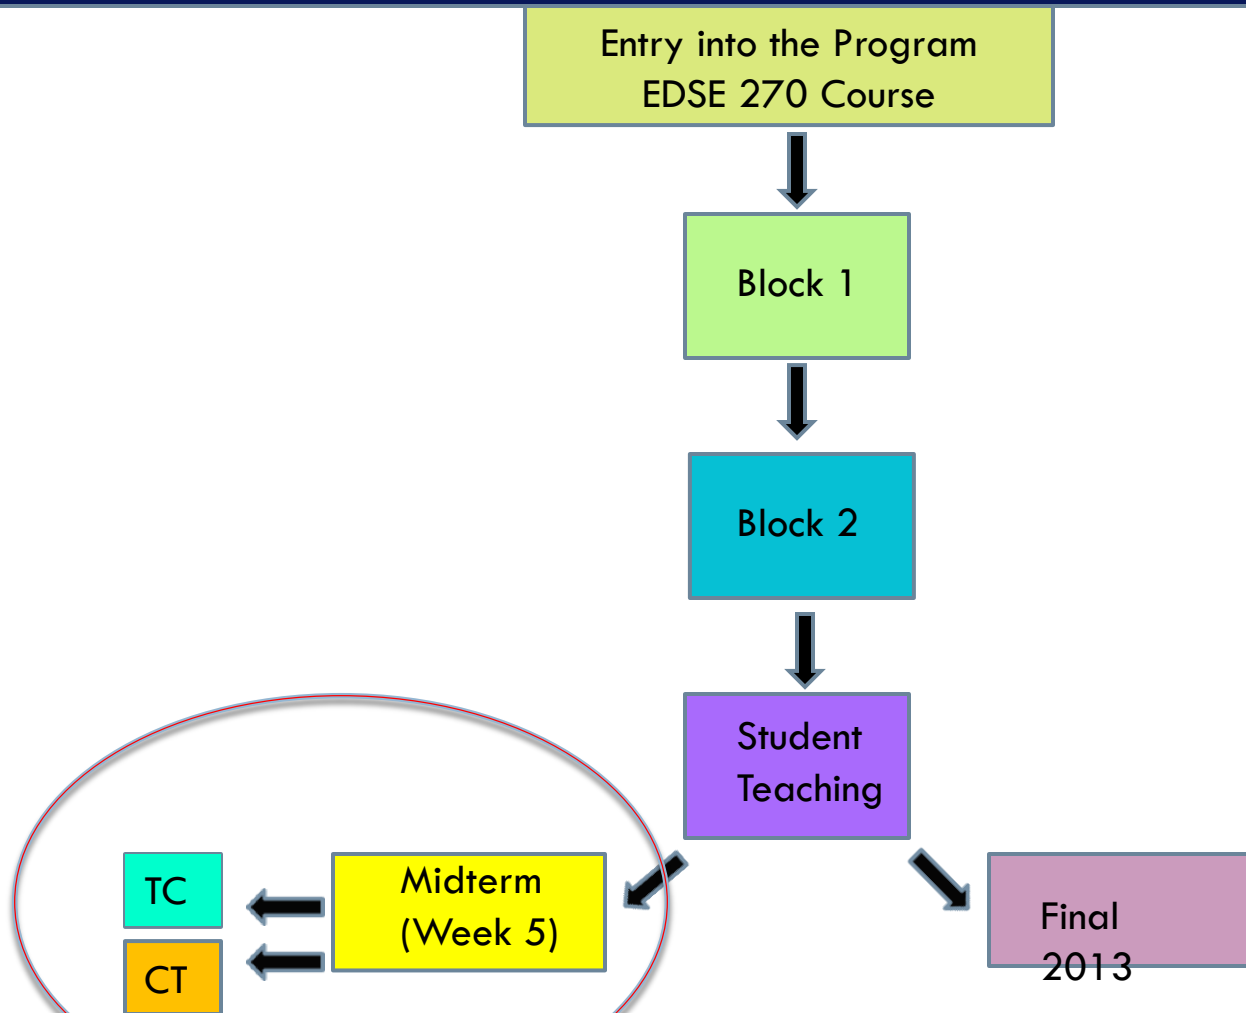 Entry into the Program
EDSE 270 Course
Block 1
Block 2
Student
Teaching
TC
CT
Midterm
(Week 5)
Final
2013